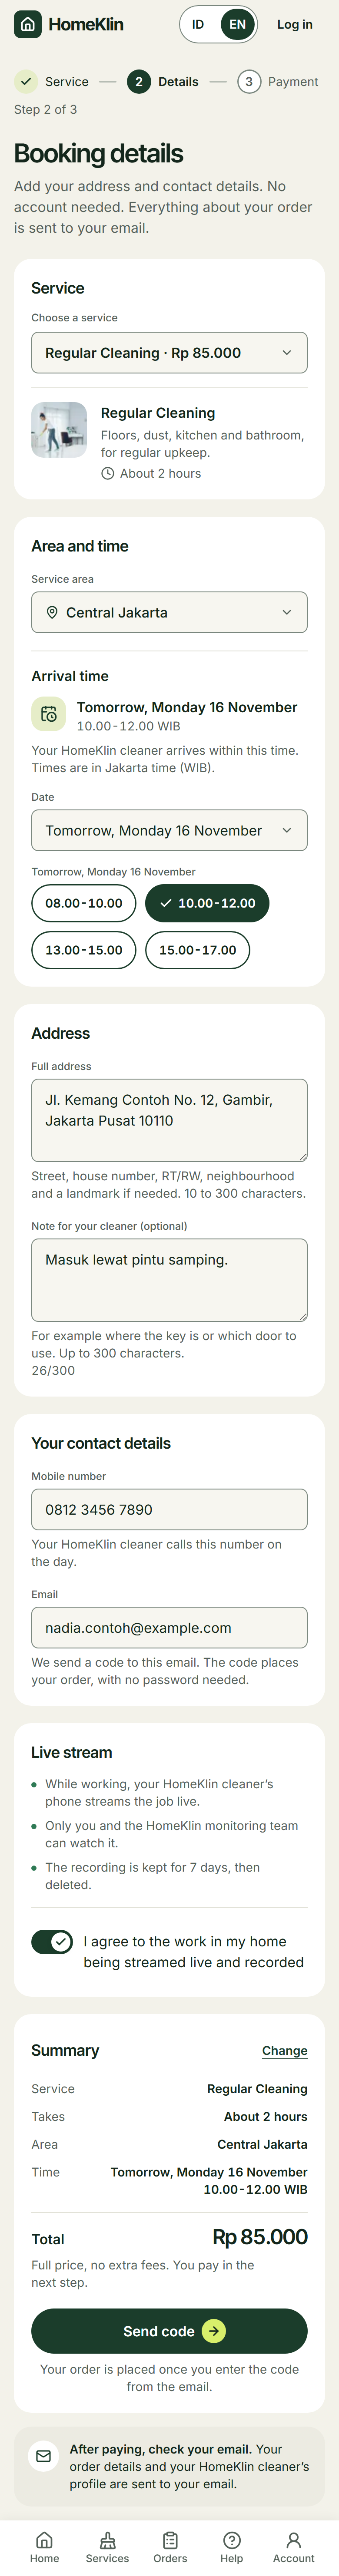 HomeKlin
ID
EN
Log in
Service
2
Details
3
Payment
Step 2 of 3
Booking details
Add your address and contact details. No
account needed. Everything about your order
is sent to your email.
Service
Choose a service
Regular Cleaning · Rp 85.000
Regular Cleaning
Floors, dust, kitchen and bathroom,
for regular upkeep.
About 2 hours
Area and time
Service area
Central Jakarta
Arrival time
Tomorrow, Monday 16 November
10.00-12.00 WIB
Your HomeKlin cleaner arrives within this time.
Times are in Jakarta time (WIB).
Date
Tomorrow, Monday 16 November
Tomorrow, Monday 16 November
08.00-10.00
10.00-12.00
13.00-15.00
15.00-17.00
Address
Full address
Jl. Kemang Contoh No. 12, Gambir,
Jakarta Pusat 10110
Street, house number, RT/RW, neighbourhood
and a landmark if needed. 10 to 300 characters.
Note for your cleaner (optional)
Masuk lewat pintu samping.
For example where the key is or which door to
use. Up to 300 characters.
26/300
Your contact details
Mobile number
0812 3456 7890
Your HomeKlin cleaner calls this number on
the day.
Email
nadia.contoh@example.com
We send a code to this email. The code places
your order, with no password needed.
Live stream
While working, your HomeKlin cleaner's
phone streams the job live.
Only you and the HomeKlin monitoring team
can watch it.
The recording is kept for 7 days, then
deleted.
I agree to the work in my home
being streamed live and recorded
Summary
Change
Service
Regular Cleaning
Takes
About 2 hours
Area
Central Jakarta
Time
Tomorrow, Monday 16 November
10.00-12.00 WIB
Total
Rp 85.000
Full price, no extra fees. You pay in the
next step.
Send code
Your order is placed once you enter the code
from the email.
After paying, check your email. Your
order details and your HomeKlin cleaner's
profile are sent to your email.
Home
Services
Orders
Help
Account